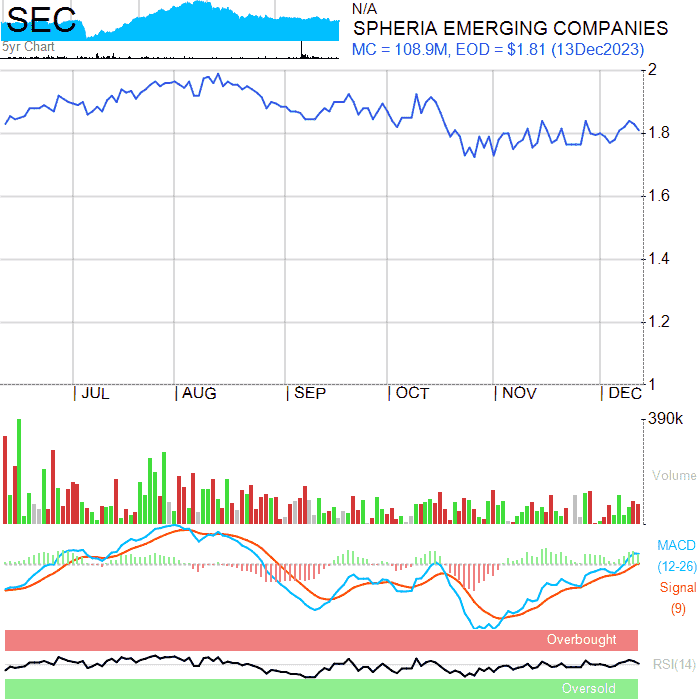 SEC
5yr Chart
N/A
SPHERIA EMERGING COMPANIES
MC = 108.9M, EOD = $1.81 (13Dec2023)
2
1.8
1.6
1.4
1.2
1
JUL AUG SEP OCT NOV DEC
390k
Volume
MACD
(12-26)
Signal
(9)
Overbought
RSI(14)
Oversold